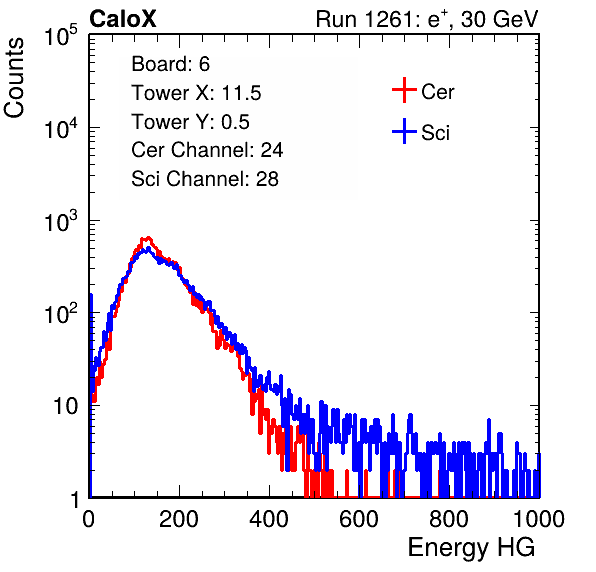 CaloX Run 1261: e⁺, 30 GeV
Counts
Board: 6
Tower X: 11.5
Tower Y: 0.5
Cer Channel: 24
Sci Channel: 28
Cer
Sci
10⁵
10⁴
10³
10²
10
1
0 200 400 600 800 1000
Energy HG